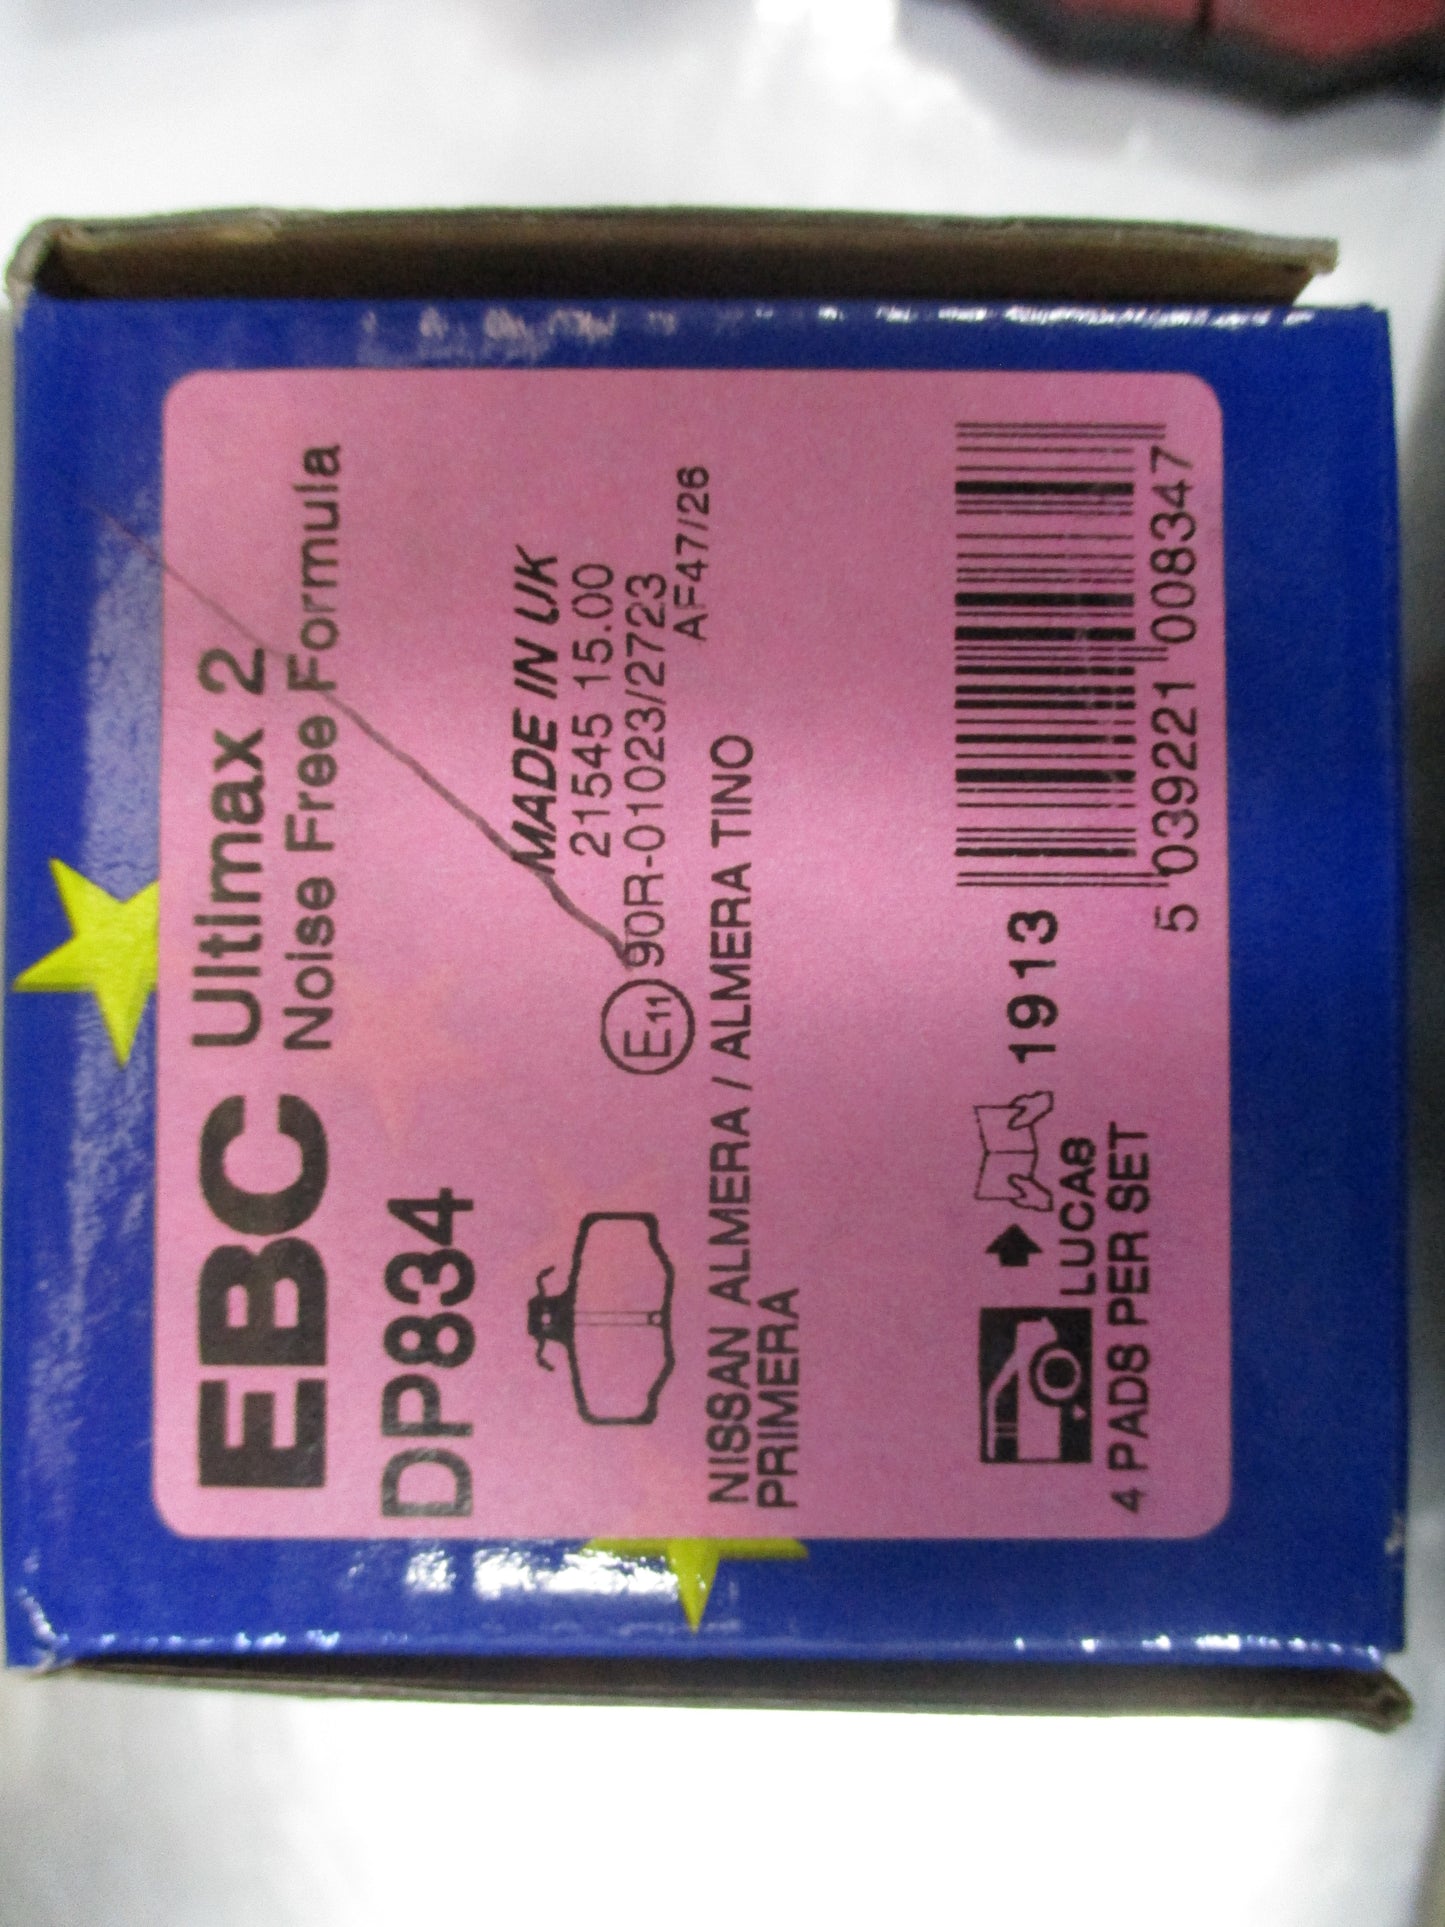 EBC Ultimax 2
Noise Free Formula
DP834
MADE IN UK
21545 15.00
E11 90R-01023/2723
AF47/26
NISSAN ALMERA / ALMERA TINO
PRIMERA
1913
LUCAS
4 PADS PER SET
5 039221 008347